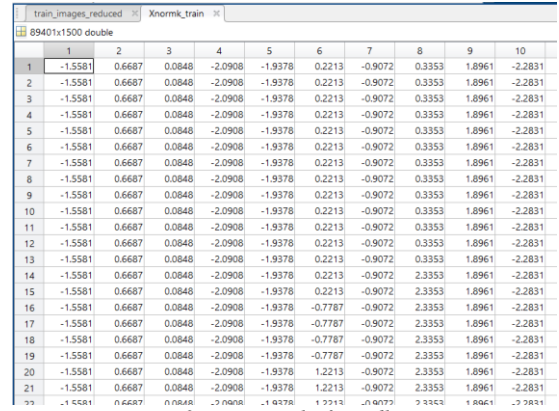 train_images_reduced × Xnormk_train ×
89401x1500 double
1 2 3 4 5 6 7 8 9 10
1 -1.5581 0.6687 0.0848 -2.0908 -1.9378 0.2213 -0.9072 0.3353 1.8961 -2.2831
2 -1.5581 0.6687 0.0848 -2.0908 -1.9378 0.2213 -0.9072 0.3353 1.8961 -2.2831
3 -1.5581 0.6687 0.0848 -2.0908 -1.9378 0.2213 -0.9072 0.3353 1.8961 -2.2831
4 -1.5581 0.6687 0.0848 -2.0908 -1.9378 0.2213 -0.9072 0.3353 1.8961 -2.2831
5 -1.5581 0.6687 0.0848 -2.0908 -1.9378 0.2213 -0.9072 0.3353 1.8961 -2.2831
6 -1.5581 0.6687 0.0848 -2.0908 -1.9378 0.2213 -0.9072 0.3353 1.8961 -2.2831
7 -1.5581 0.6687 0.0848 -2.0908 -1.9378 0.2213 -0.9072 0.3353 1.8961 -2.2831
8 -1.5581 0.6687 0.0848 -2.0908 -1.9378 0.2213 -0.9072 0.3353 1.8961 -2.2831
9 -1.5581 0.6687 0.0848 -2.0908 -1.9378 0.2213 -0.9072 0.3353 1.8961 -2.2831
10 -1.5581 0.6687 0.0848 -2.0908 -1.9378 0.2213 -0.9072 0.3353 1.8961 -2.2831
11 -1.5581 0.6687 0.0848 -2.0908 -1.9378 0.2213 -0.9072 0.3353 1.8961 -2.2831
12 -1.5581 0.6687 0.0848 -2.0908 -1.9378 0.2213 -0.9072 0.3353 1.8961 -2.2831
13 -1.5581 0.6687 0.0848 -2.0908 -1.9378 0.2213 -0.9072 0.3353 1.8961 -2.2831
14 -1.5581 0.6687 0.0848 -2.0908 -1.9378 0.2213 -0.9072 2.3353 1.8961 -2.2831
15 -1.5581 0.6687 0.0848 -2.0908 -1.9378 0.2213 -0.9072 2.3353 1.8961 -2.2831
16 -1.5581 0.6687 0.0848 -2.0908 -1.9378 -0.7787 -0.9072 2.3353 1.8961 -2.2831
17 -1.5581 0.6687 0.0848 -2.0908 -1.9378 -0.7787 -0.9072 2.3353 1.8961 -2.2831
18 -1.5581 0.6687 0.0848 -2.0908 -1.9378 -0.7787 -0.9072 2.3353 1.8961 -2.2831
19 -1.5581 0.6687 0.0848 -2.0908 -1.9378 -0.7787 -0.9072 2.3353 1.8961 -2.2831
20 -1.5581 0.6687 0.0848 -2.0908 -1.9378 1.2213 -0.9072 2.3353 1.8961 -2.2831
21 -1.5581 0.6687 0.0848 -2.0908 -1.9378 1.2213 -0.9072 2.3353 1.8961 -2.2831
22 -1.5581 0.6687 0.0848 -2.0908 -1.9378 1.2213 -0.9072 2.3353 1.8961 -2.2831